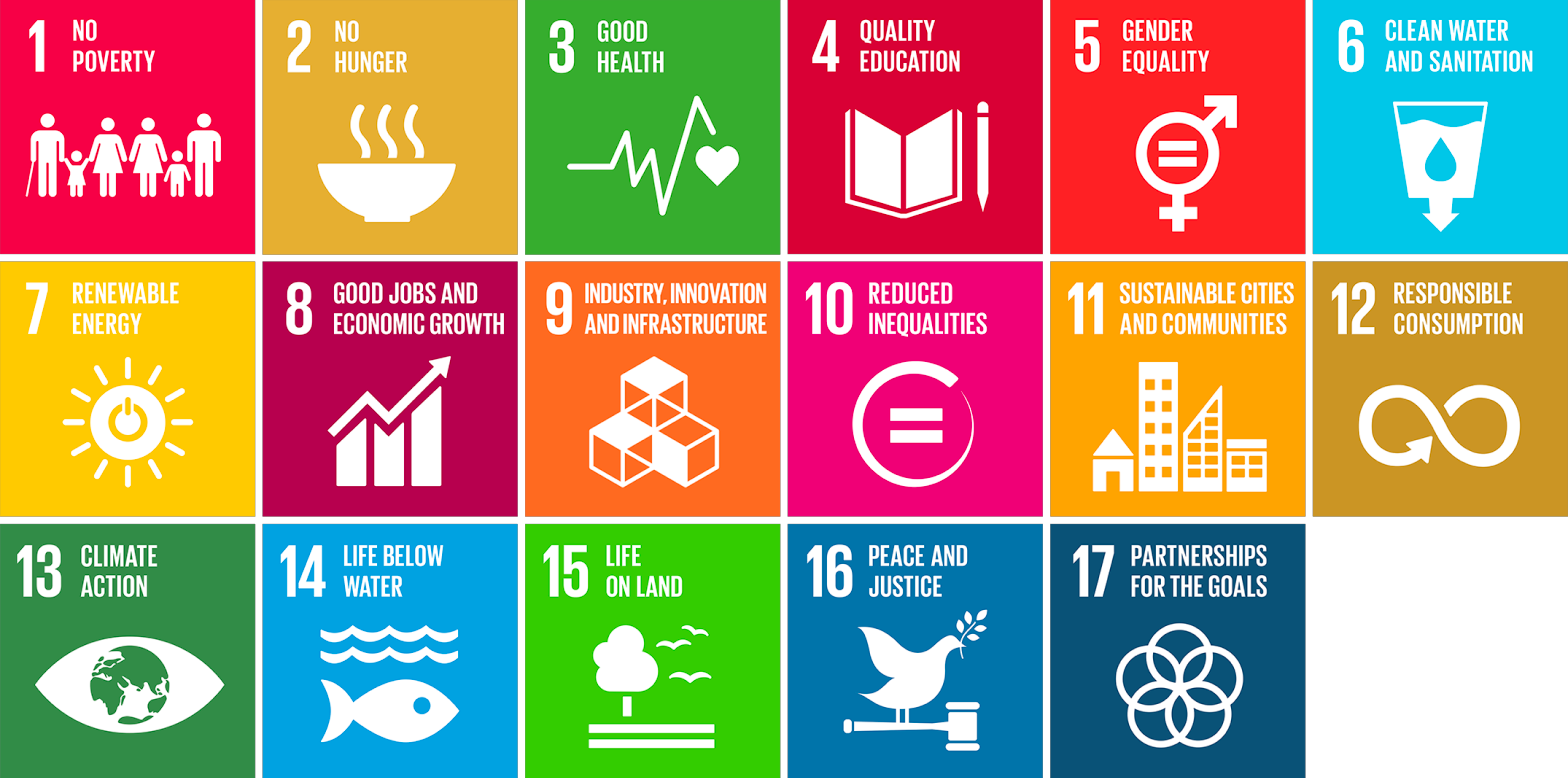 1 NO
POVERTY
2 NO
HUNGER
3 GOOD
HEALTH
4 QUALITY
EDUCATION
5 GENDER
EQUALITY
6 CLEAN WATER
AND SANITATION
7 RENEWABLE
ENERGY
8 GOOD JOBS AND
ECONOMIC GROWTH
9 INDUSTRY, INNOVATION
AND INFRASTRUCTURE
10 REDUCED
INEQUALITIES
11 SUSTAINABLE CITIES
AND COMMUNITIES
12 RESPONSIBLE
CONSUMPTION
13 CLIMATE
ACTION
14 LIFE BELOW
WATER
15 LIFE
ON LAND
16 PEACE AND
JUSTICE
17 PARTNERSHIPS
FOR THE GOALS